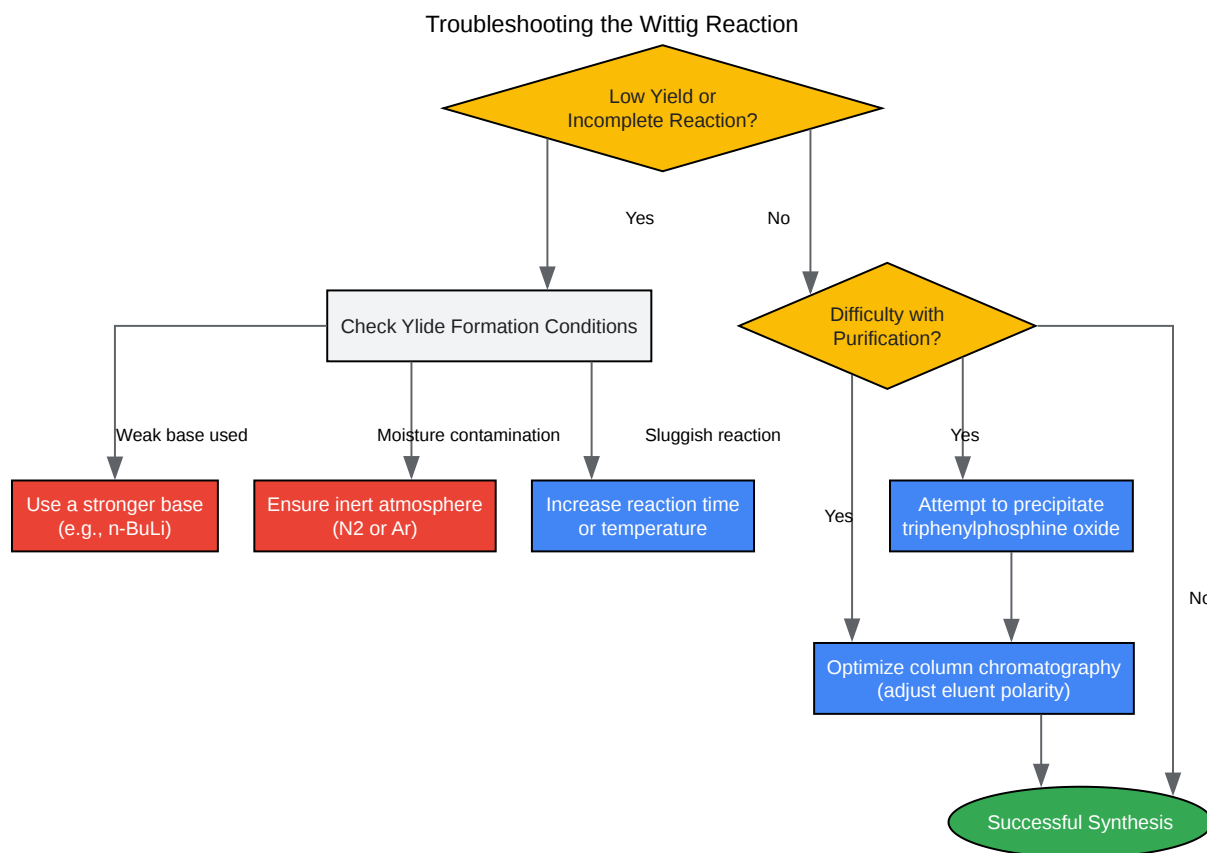 Troubleshooting the Wittig Reaction
Low Yield or
Incomplete Reaction?
Yes
No
Check Ylide Formation Conditions
Difficulty with
Purification?
Weak base used
Moisture contamination
Sluggish reaction
Yes
Use a stronger base
(e.g., n-BuLi)
Ensure inert atmosphere
(N2 or Ar)
Increase reaction time
or temperature
Yes
Attempt to precipitate
triphenylphosphine oxide
No
Optimize column chromatography
(adjust eluent polarity)
Successful Synthesis